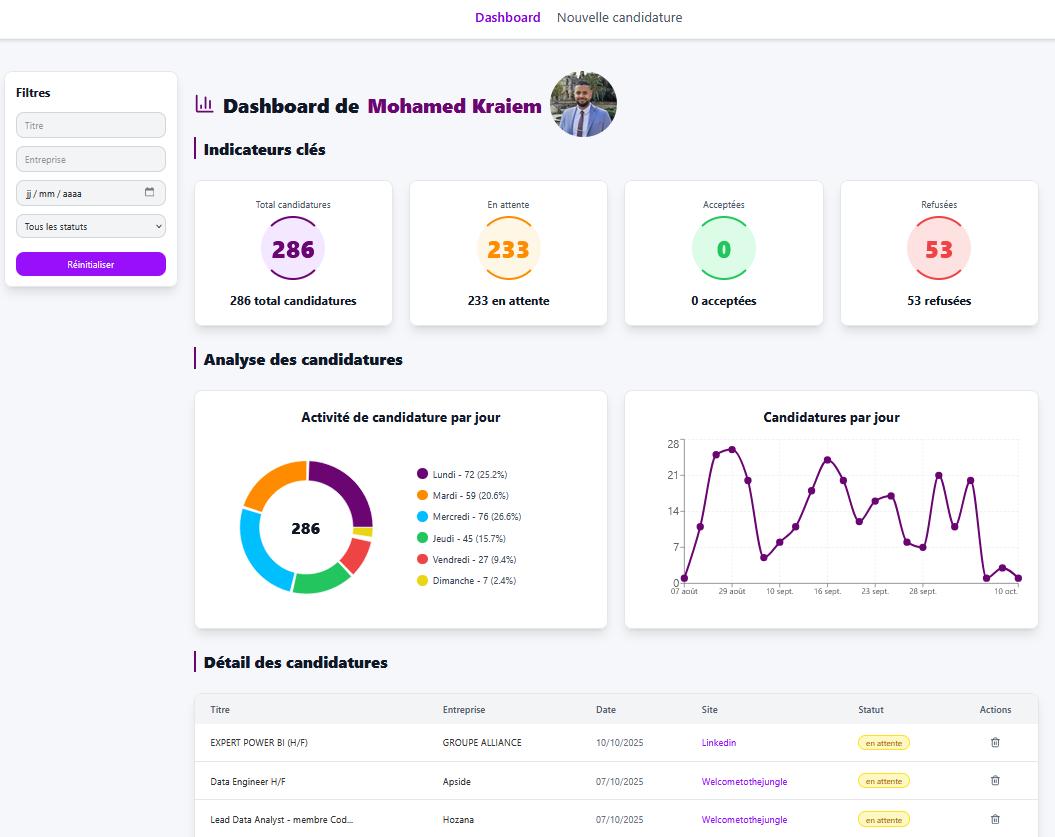 Dashboard Nouvelle candidature
Filtres
Titre
Entreprise
jj / mm / aaaa
Tous les statuts
Réinitialiser
Dashboard de Mohamed Kraiem
Indicateurs clés
Total candidatures
286
286 total candidatures
En attente
233
233 en attente
Acceptées
0
0 acceptées
Refusées
53
53 refusées
Analyse des candidatures
Activité de candidature par jour
286
Lundi - 72 (25.2%)
Mardi - 59 (20.6%)
Mercredi - 76 (26.6%)
Jeudi - 45 (15.7%)
Vendredi - 27 (9.4%)
Dimanche - 7 (2.4%)
Candidatures par jour
28
21
14
7
0
07 août 29 août 10 sept. 16 sept. 23 sept. 28 sept. 10 oct.
Détail des candidatures
Titre Entreprise Date Site Statut Actions
EXPERT POWER BI (H/F) GROUPE ALLIANCE 10/10/2025 Linkedin en attente
Data Engineer H/F Apside 07/10/2025 Welcometothejungle en attente
Lead Data Analyst - membre Cod... Hozana 07/10/2025 Welcometothejungle en attente